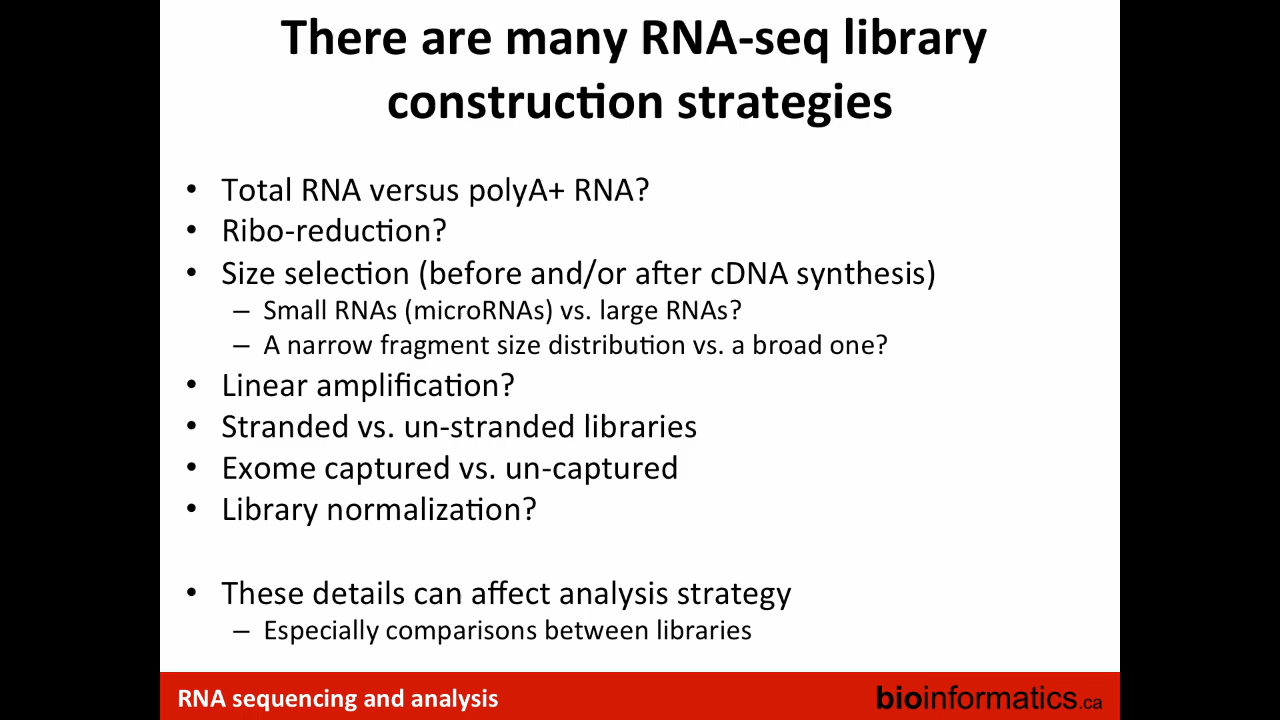 There are many RNA-seq library
construction strategies
• Total RNA versus polyA+ RNA?
• Ribo-reduction?
• Size selection (before and/or after cDNA synthesis)
– Small RNAs (microRNAs) vs. large RNAs?
– A narrow fragment size distribution vs. a broad one?
• Linear amplification?
• Stranded vs. un-stranded libraries
• Exome captured vs. un-captured
• Library normalization?
• These details can affect analysis strategy
– Especially comparisons between libraries
RNA sequencing and analysis
bioinformatics.ca